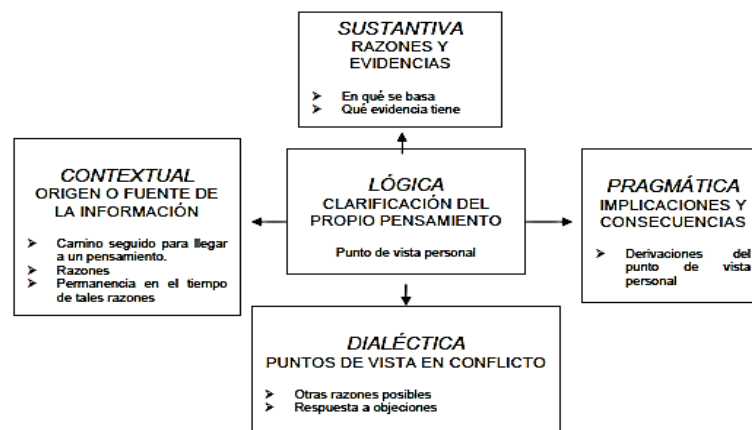 SUSTANTIVA
RAZONES Y
EVIDENCIAS
➢ En qué se basa
➢ Qué evidencia tiene
CONTEXTUAL
ORIGEN O FUENTE DE
LA INFORMACIÓN
➢ Camino seguido para llegar
a un pensamiento.
➢ Razones
➢ Permanencia en el tiempo
de tales razones
LÓGICA
CLARIFICACIÓN DEL
PROPIO PENSAMIENTO
Punto de vista personal
PRAGMÁTICA
IMPLICACIONES Y
CONSECUENCIAS
➢ Derivaciones del
punto de vista
personal
DIALÉCTICA
PUNTOS DE VISTA EN CONFLICTO
➢ Otras razones posibles
➢ Respuesta a objeciones